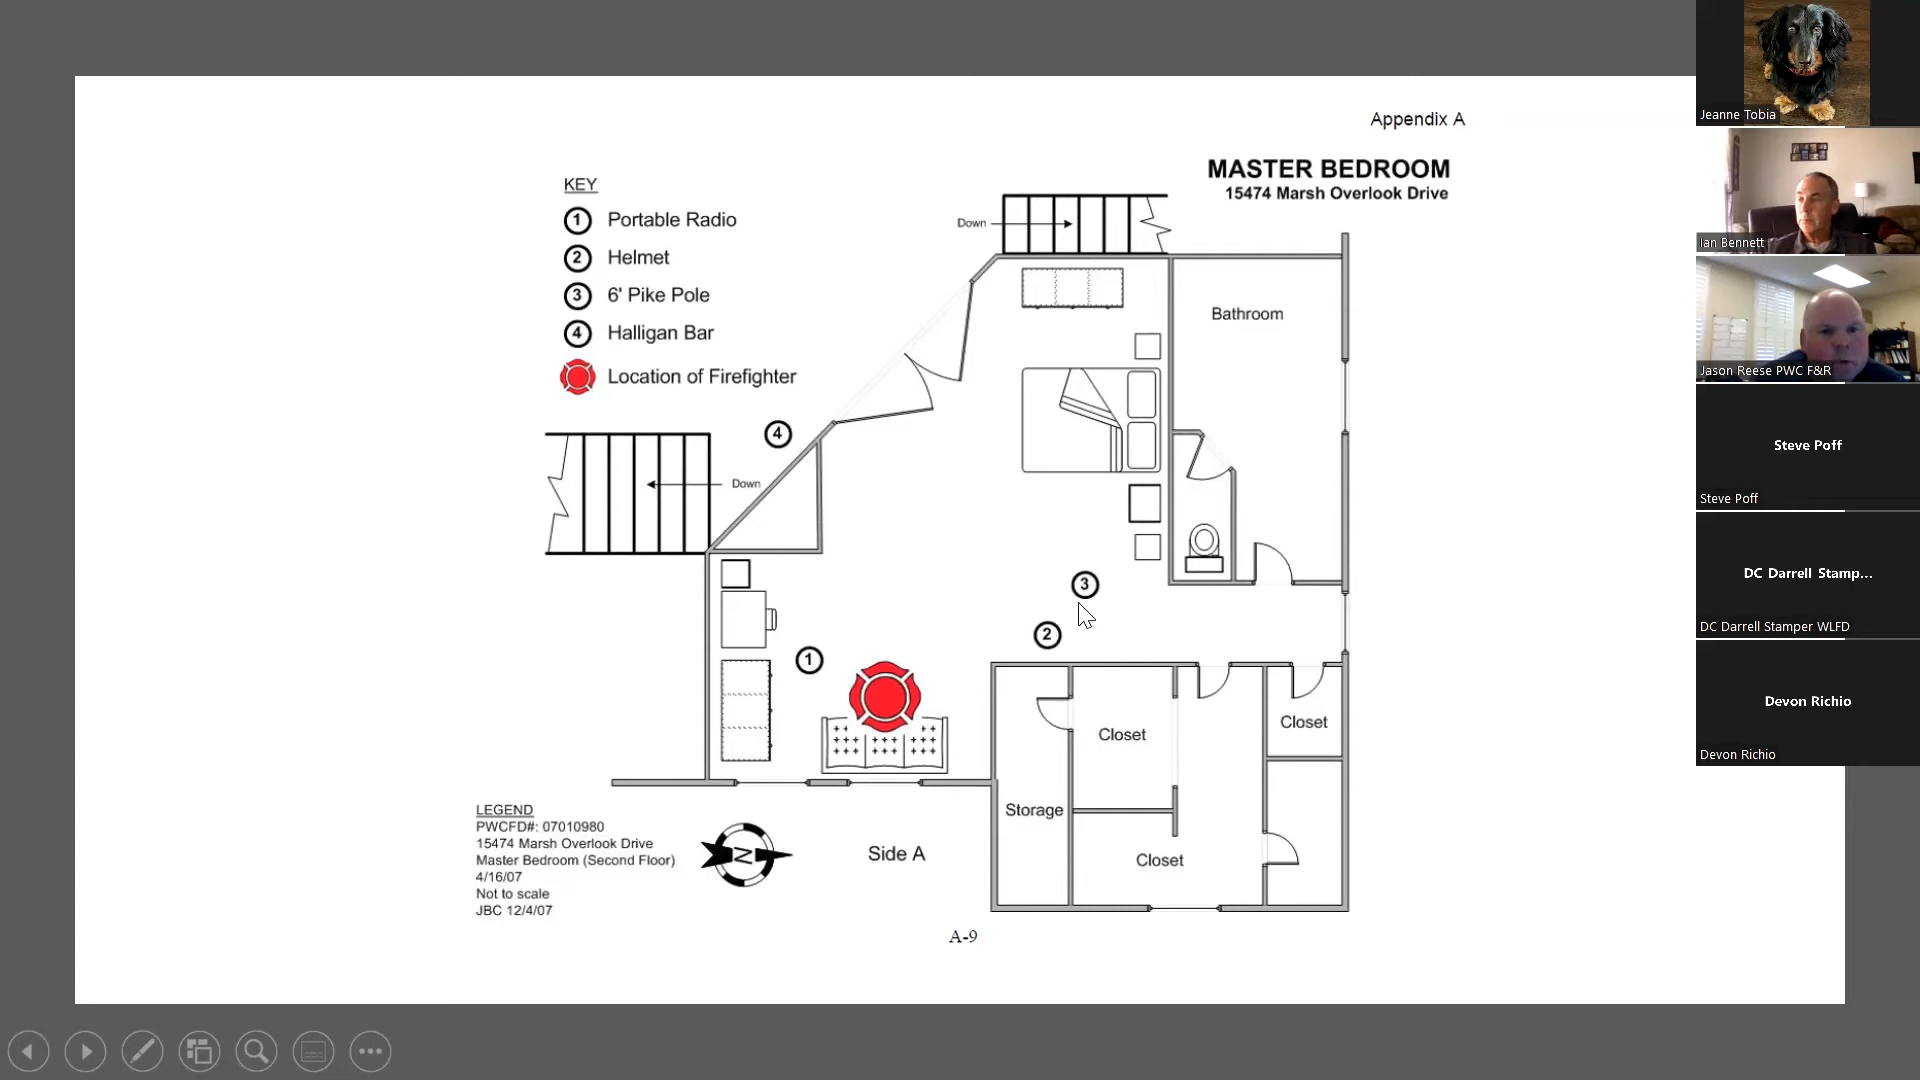 Appendix A
MASTER BEDROOM
15474 Marsh Overlook Drive
KEY
1 Portable Radio
2 Helmet
3 6' Pike Pole
4 Halligan Bar
Location of Firefighter
Down
Bathroom
4
Down
3
2
1
Closet
Closet
Storage
Closet
LEGEND
PWCFD#: 07010980
15474 Marsh Overlook Drive
Master Bedroom (Second Floor)
4/16/07
Not to scale
JBC 12/4/07
N
Side A
A-9
Jeanne Tobia
Ian Bennett
Jason Reese PWC F&R
Steve Poff
Steve Poff
DC Darrell Stamp...
DC Darrell Stamper WLFD
Devon Richio
Devon Richio